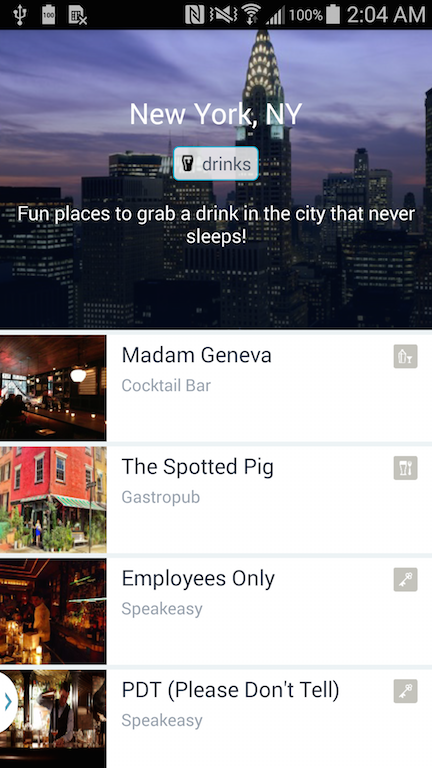 100
100% 2:04 AM
New York, NY
drinks
Fun places to grab a drink in the city that never
sleeps!
Madam Geneva
Cocktail Bar
The Spotted Pig
Gastropub
Employees Only
Speakeasy
PDT (Please Don't Tell)
Speakeasy